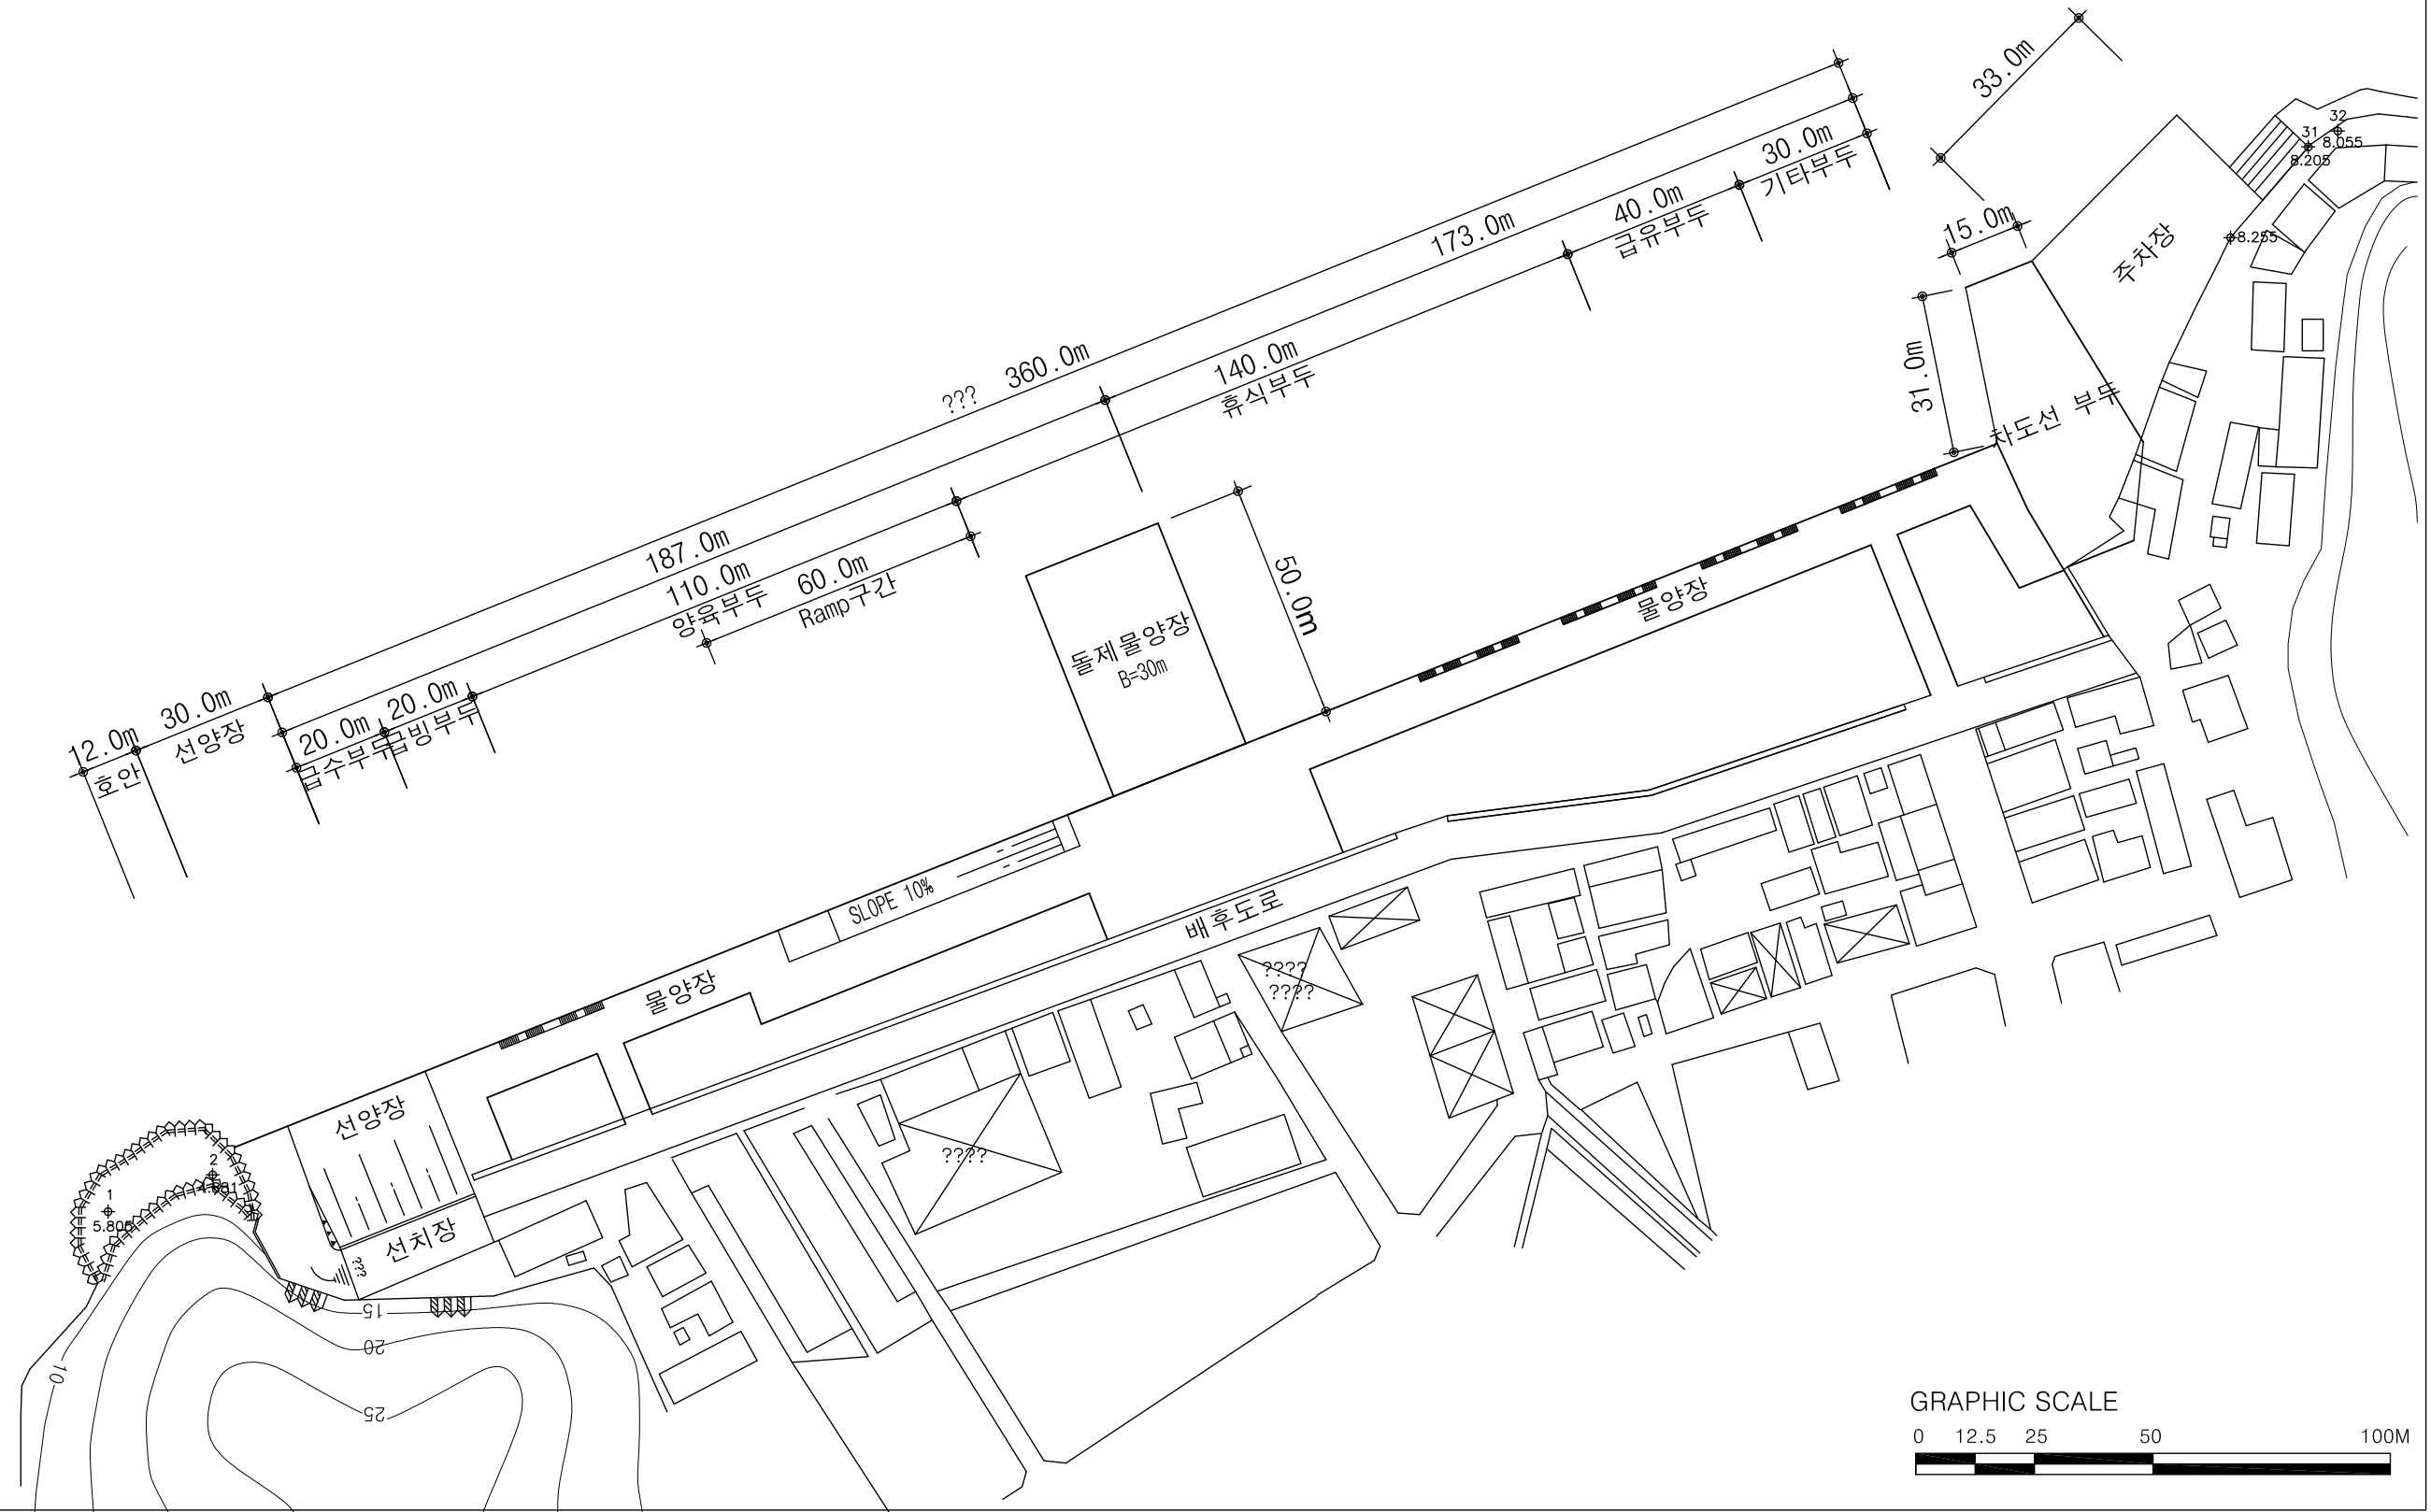 33.0m
30.0m
기타부두
40.0m
급유부두
173.0m
15.0m
주차장
32
31
8.055
8.205
8.255
??? 360.0m
140.0m
휴식부두
31.0m
차도선 부두
187.0m
110.0m
양육부두
60.0m
Ramp구간
50.0m
돌제물양장
B=30m
물양장
12.0m
호안
30.0m
선양장
20.0m
급수부두
20.0m
급빙부두
SLOPE 10%
배후도로
물양장
????
????
????
선양장
선치장
???
2
4.881
1
5.805
10
15
20
25
GRAPHIC SCALE
0 12.5 25 50 100M